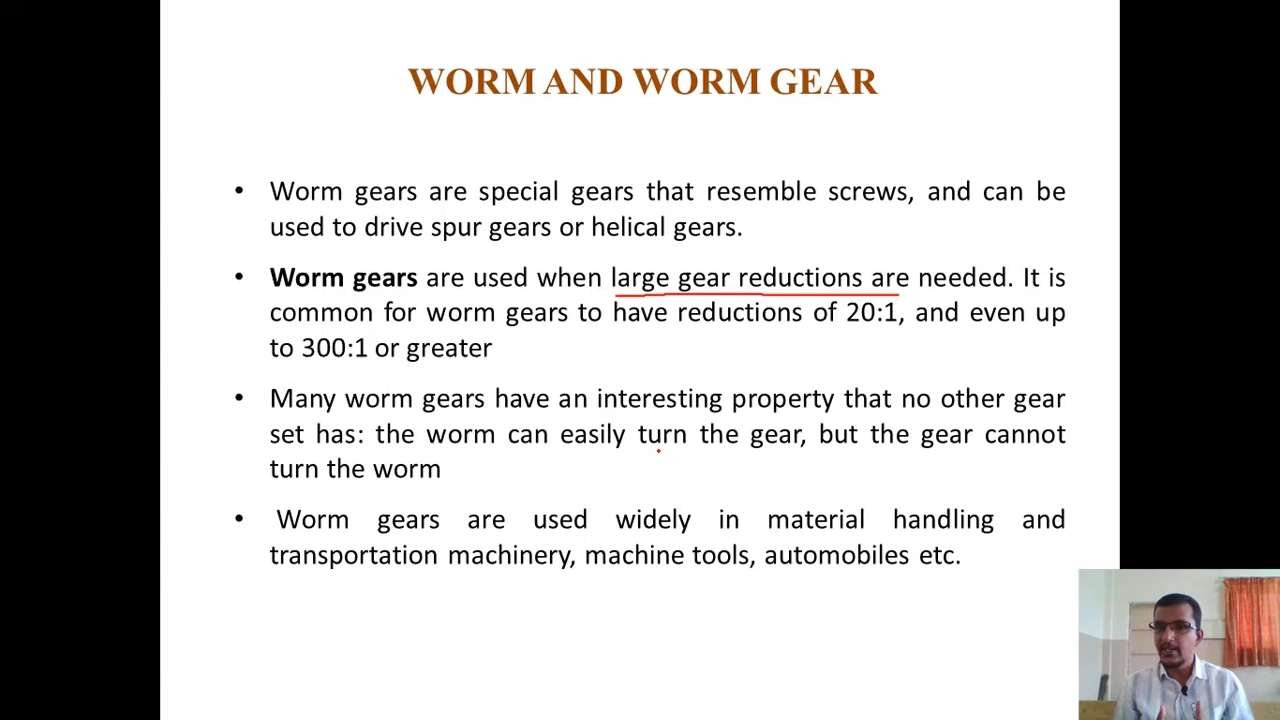 WORM AND WORM GEAR
• Worm gears are special gears that resemble screws, and can be
used to drive spur gears or helical gears.
• Worm gears are used when large gear reductions are needed. It is
common for worm gears to have reductions of 20:1, and even up
to 300:1 or greater
• Many worm gears have an interesting property that no other gear
set has: the worm can easily turn the gear, but the gear cannot
turn the worm
• Worm gears are used widely in material handling and
transportation machinery, machine tools, automobiles etc.